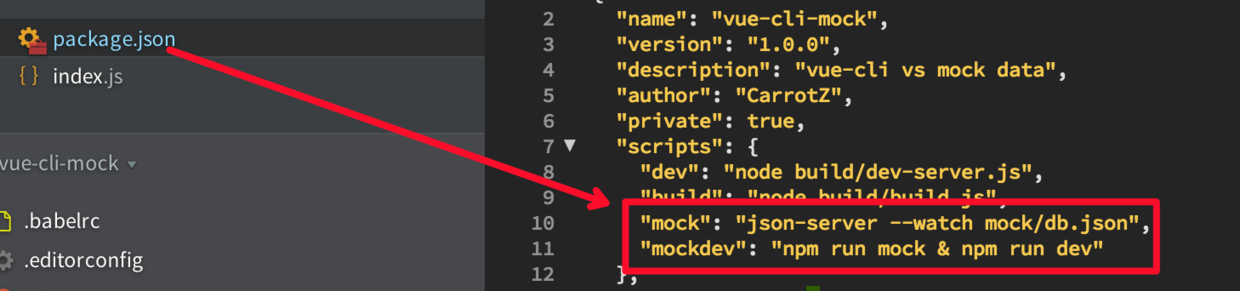 package.json
{} index.js
vue-cli-mock
.babelrc
.editorconfig
2 "name": "vue-cli-mock",
3 "version": "1.0.0",
4 "description": "vue-cli vs mock data",
5 "author": "CarrotZ",
6 "private": true,
7 "scripts": {
8 "dev": "node build/dev-server.js",
9 "build": "node build/build.js",
10 "mock": "json-server --watch mock/db.json",
11 "mockdev": "npm run mock & npm run dev"
12 },